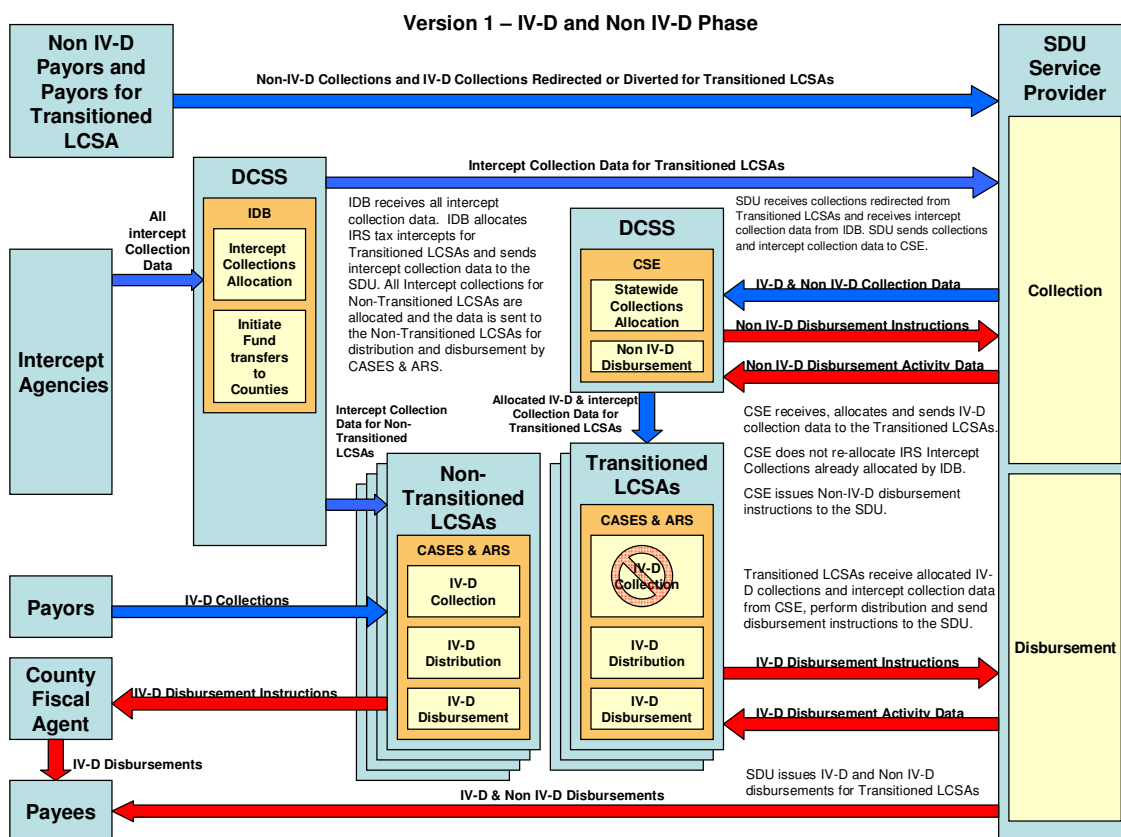 Version 1 – IV-D and Non IV-D Phase
Non IV-D
Payors and
Payors for
Transitioned
LCSA
Non-IV-D Collections and IV-D Collections Redirected or Diverted for Transitioned LCSAs
SDU
Service
Provider
Collection
Disbursement
Intercept Collection Data for Transitioned LCSAs
DCSS
IDB
Intercept
Collections
Allocation
Initiate
Fund
transfers
to
Counties
All
intercept
Collection
Data
Intercept
Agencies
IDB receives all intercept
collection data.  IDB allocates
IRS tax intercepts for
Transitioned LCSAs and sends
intercept collection data to the
SDU. All Intercept collections for
Non-Transitioned LCSAs are
allocated and the data is sent to
the Non-Transitioned LCSAs for
distribution and disbursement by
CASES & ARS.
SDU receives collections redirected from
Transitioned LCSAs and receives intercept
collection data from IDB. SDU sends collections
and intercept collection data to CSE.
DCSS
CSE
Statewide
Collections
Allocation
Non IV-D
Disbursement
IV-D & Non IV-D Collection Data
Non IV-D Disbursement Instructions
Non IV-D Disbursement Activity Data
Allocated IV-D & intercept
Collection Data for
Transitioned LCSAs
Intercept Collection
Data for Non-
Transitioned
LCSAs
CSE receives, allocates and sends IV-D
collection data to the Transitioned LCSAs.
CSE does not re-allocate IRS Intercept
Collections already allocated by IDB.
CSE issues Non-IV-D disbursement
instructions to the SDU.
Non-
Transitioned
LCSAs
CASES & ARS
IV-D
Collection
IV-D
Distribution
IV-D
Disbursement
Transitioned
LCSAs
CASES & ARS
IV-D
Collection
IV-D
Distribution
IV-D
Disbursement
Transitioned LCSAs receive allocated IV-
D collections and intercept collection data
from CSE, perform distribution and send
disbursement instructions to the SDU.
Payors
IV-D Collections
County
Fiscal
Agent
IV-D Disbursement Instructions
IV-D Disbursement Instructions
IV-D Disbursement Activity Data
IV-D Disbursements
SDU issues IV-D and Non IV-D
disbursements for Transitioned LCSAs
Payees
IV-D & Non IV-D Disbursements